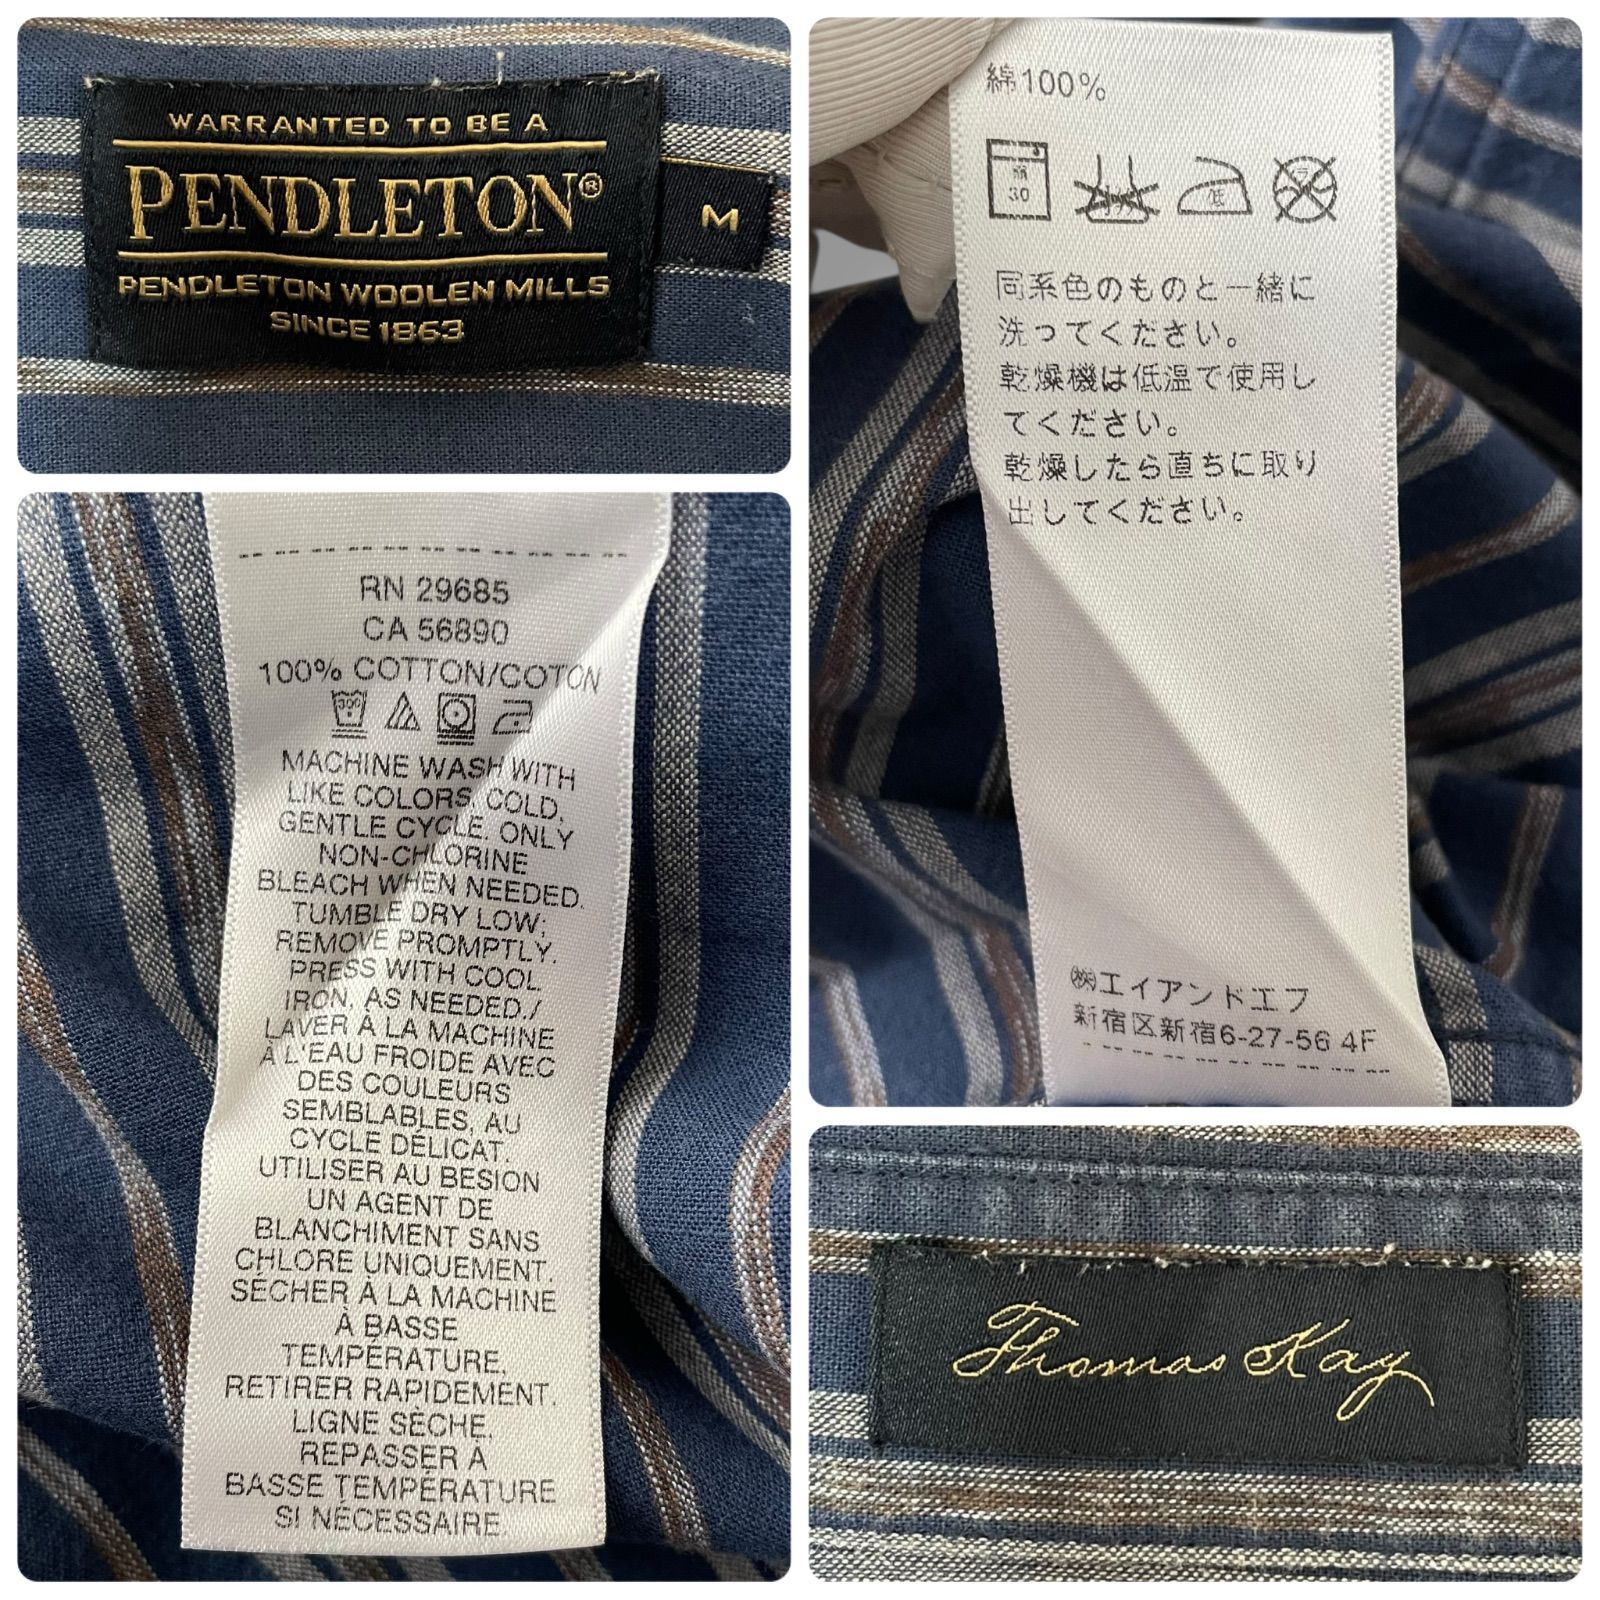 WARRANTED TO BE A
PENDLETON®
PENDLETON WOOLEN MILLS
SINCE 1863
M
RN 29685
CA 56890
100% COTTON/COTON
MACHINE WASH WITH
LIKE COLORS, COLD,
GENTLE CYCLE. ONLY
NON-CHLORINE
BLEACH WHEN NEEDED.
TUMBLE DRY LOW;
REMOVE PROMPTLY.
PRESS WITH COOL
IRON, AS NEEDED./
LAVER À LA MACHINE
À L'EAU FROIDE AVEC
DES COULEURS
SEMBLABLES, AU
CYCLE DÉLICAT.
UTILISER AU BESION
UN AGENT DE
BLANCHIMENT SANS
CHLORE UNIQUEMENT.
SÉCHER À LA MACHINE
À BASSE
TEMPÉRATURE.
RETIRER RAPIDEMENT.
LIGNE SÈCHE,
REPASSER À
BASSE TEMPÉRATURE
SI NÉCESSAIRE.
綿100%
30
低
同系色のものと一緒に
洗ってください。
乾燥機は低温で使用し
てください。
乾燥したら直ちに取り
出してください。
㈱エイアンドエフ
新宿区新宿6-27-56 4F
Thomas Kay